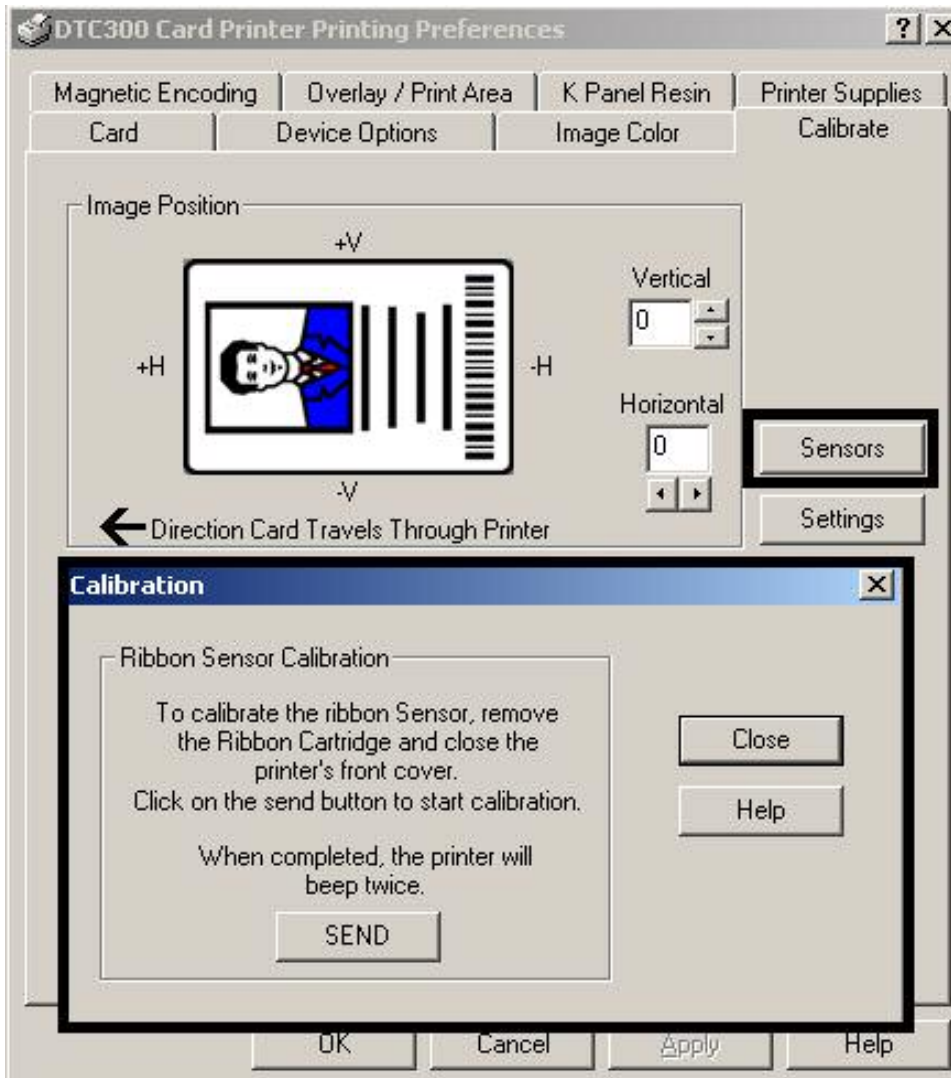 DTC300 Card Printer Printing Preferences
Magnetic Encoding
Overlay / Print Area
K Panel Resin
Printer Supplies
Card
Device Options
Image Color
Calibrate
Image Position
+V
+H
-H
-V
Vertical
0
Horizontal
0
Direction Card Travels Through Printer
Sensors
Settings
Calibration
Ribbon Sensor Calibration
To calibrate the ribbon Sensor, remove
the Ribbon Cartridge and close the
printer's front cover.
Click on the send button to start calibration.
When completed, the printer will
beep twice.
SEND
Close
Help
OK
Cancel
Apply
Help